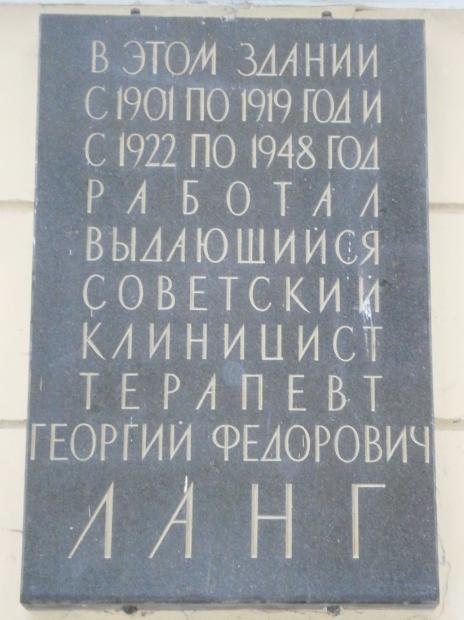 В ЭТОМ ЗДАНИИ
С 1901 ПО 1919 ГОД И
С 1922 ПО 1948 ГОД
РАБОТАЛ
ВЫДАЮЩИЙСЯ
СОВЕТСКИЙ
КЛИНИЦИСТ
ТЕРАПЕВТ
ГЕОРГИЙ ФЕДОРОВИЧ
ЛАНГ